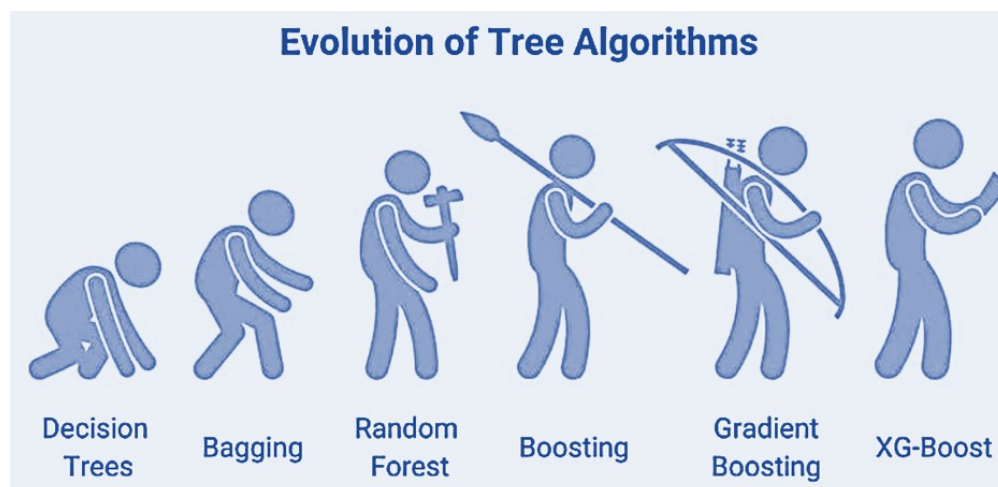 Evolution of Tree Algorithms
Decision
Trees
Bagging
Random
Forest
Boosting
Gradient
Boosting
XG-Boost